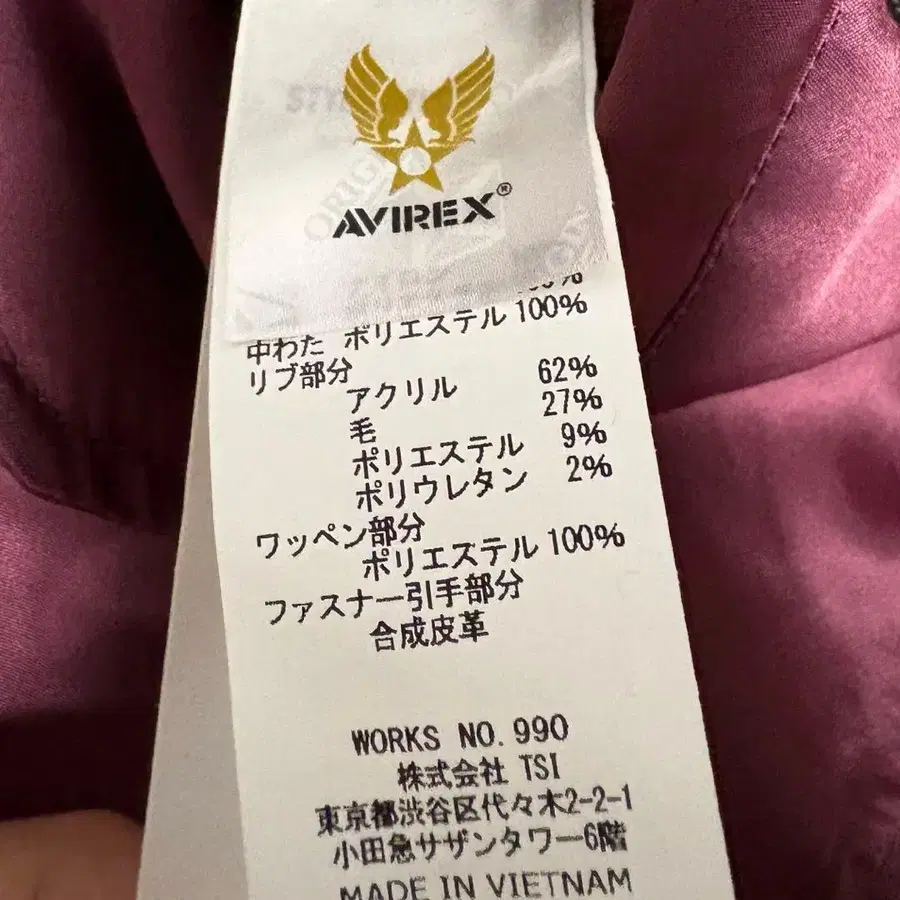 AVIREX®
中わた ポリエステル 100%
リブ部分
アクリル 62%
毛 27%
ポリエステル 9%
ポリウレタン 2%
ワッペン部分
ポリエステル 100%
ファスナー引手部分
合成皮革
WORKS NO. 990
株式会社 TSI
東京都渋谷区代々木2-2-1
小田急サザンタワー6階
MADE IN VIETNAM